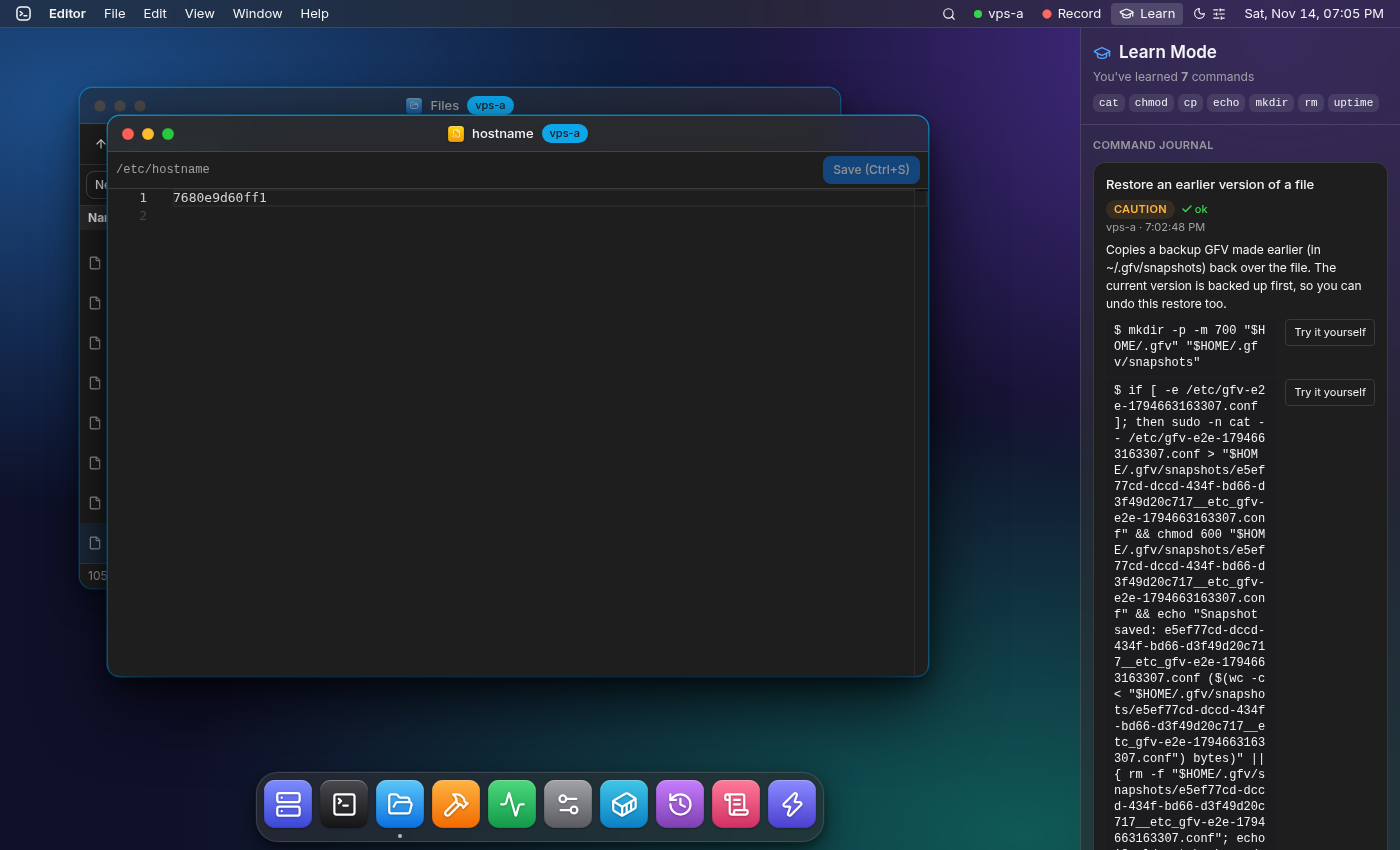 Editor File Edit View Window Help vps-a Record Learn Sat, Nov 14, 07:05 PM
Files vps-a
hostname vps-a
/etc/hostname Save (Ctrl+S)
1 7680e9d60ff1
2
105
Learn Mode
You've learned 7 commands
cat chmod cp echo mkdir rm uptime
COMMAND JOURNAL
Restore an earlier version of a file
CAUTION ok
vps-a · 7:02:48 PM
Copies a backup GFV made earlier (in
~/.gfv/snapshots) back over the file. The
current version is backed up first, so you can
undo this restore too.
$ mkdir -p -m 700 "$H
OME/.gfv" "$HOME/.gf
v/snapshots"
Try it yourself
$ if [ -e /etc/gfv-e2
e-1794663163307.conf
]; then sudo -n cat -
- /etc/gfv-e2e-179466
3163307.conf > "$HOM
E/.gfv/snapshots/e5ef
77cd-dccd-434f-bd66-d
3f49d20c717__etc_gfv-
e2e-1794663163307.con
f" && chmod 600 "$HOM
E/.gfv/snapshots/e5ef
77cd-dccd-434f-bd66-d
3f49d20c717__etc_gfv-
e2e-1794663163307.con
f" && echo "Snapshot
saved: e5ef77cd-dccd-
434f-bd66-d3f49d20c71
7__etc_gfv-e2e-179466
3163307.conf ($(wc -c
< "$HOME/.gfv/snapsho
ts/e5ef77cd-dccd-434f
-bd66-d3f49d20c717__e
tc_gfv-e2e-1794663163
307.conf") bytes)" ||
{ rm -f "$HOME/.gfv/s
napshots/e5ef77cd-dcc
d-434f-bd66-d3f49d20c
717__etc_gfv-e2e-1794
663163307.conf"; echo
Try it yourself